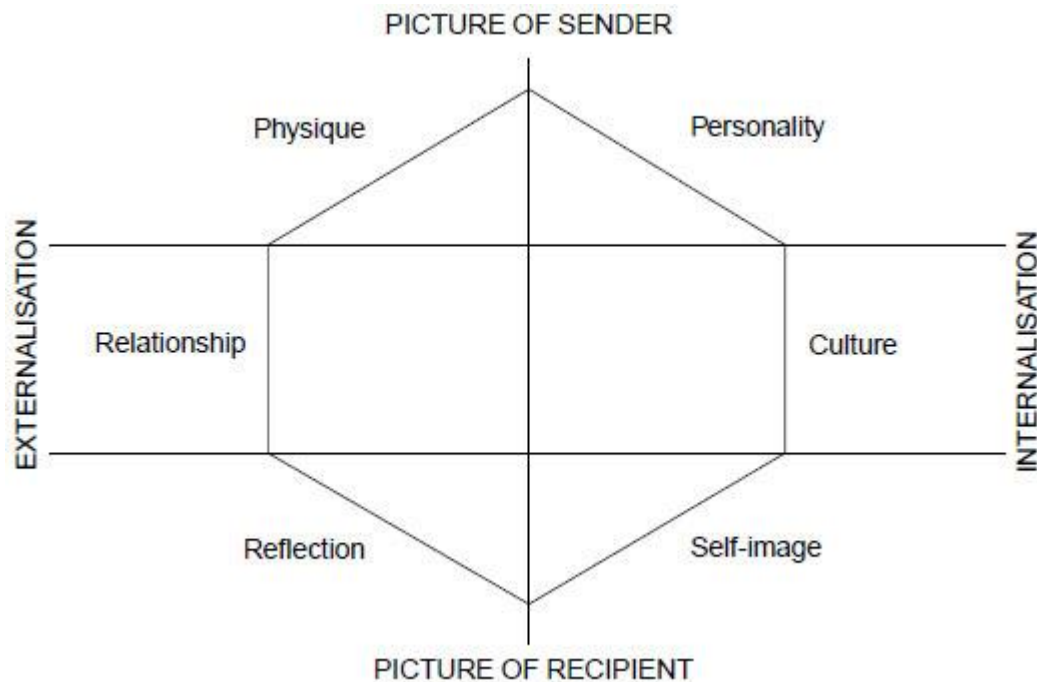 PICTURE OF SENDER
Physique
Personality
EXTERNALISATION
Relationship
Culture
INTERNALISATION
Reflection
Self-image
PICTURE OF RECIPIENT